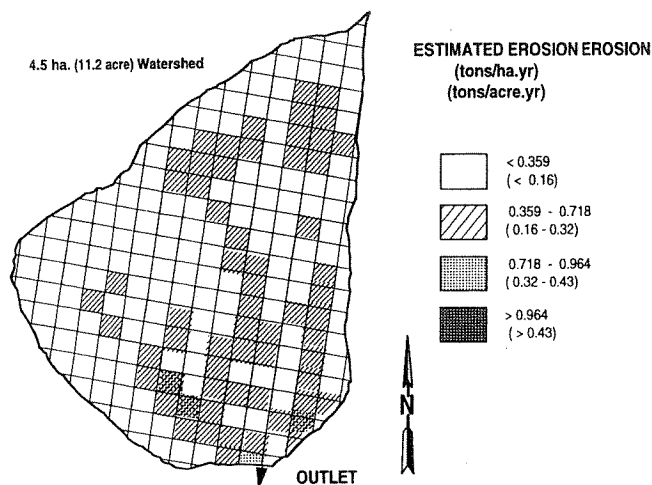 4.5 ha. (11.2 acre) Watershed
ESTIMATED EROSION EROSION
(tons/ha.yr)
(tons/acre.yr)
< 0.359
( < 0.16)
0.359 - 0.718
( 0.16 - 0.32)
0.718 - 0.964
( 0.32 - 0.43)
> 0.964
( > 0.43)
N
OUTLET